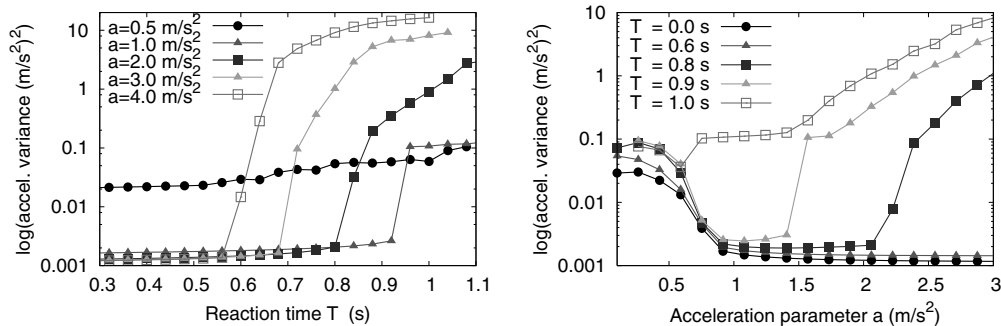 log(accel. variance (m/s²)²)
10
1
0.1
0.01
0.001
a=0.5 m/s²
a=1.0 m/s²
a=2.0 m/s²
a=3.0 m/s²
a=4.0 m/s²
0.3 0.4 0.5 0.6 0.7 0.8 0.9 1 1.1
Reaction time T (s)
log(accel. variance (m/s²)²)
10
1
0.1
0.01
0.001
T = 0.0 s
T = 0.6 s
T = 0.8 s
T = 0.9 s
T = 1.0 s
0.5 1 1.5 2 2.5 3
Acceleration parameter a (m/s²)